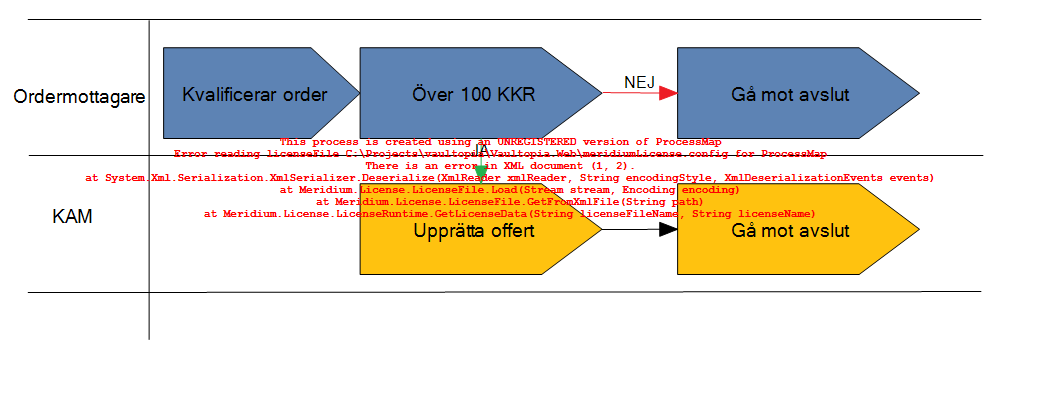 NEJ
Ordermottagare
Kvalificerar order
Över 100 KKR
Gå mot avslut
This process is created using an UNREGISTERED version of ProcessMap
JA
Error reading licenseFile C:\Projects\vaultopia\Vaultopia.Web\meridiumLicense.config for ProcessMap
There is an error in XML document (1, 2).
at System.Xml.Serialization.XmlSerializer.Deserialize(XmlReader xmlReader, String encodingStyle, XmlDeserializationEvents events)
at Meridium.License.LicenseFile.Load(Stream stream, Encoding encoding)
at Meridium.License.LicenseFile.GetFromXmlFile(String path)
at Meridium.License.LicenseRuntime.GetLicenseData(String licenseFileName, String licenseName)
KAM
Upprätta offert
Gå mot avslut